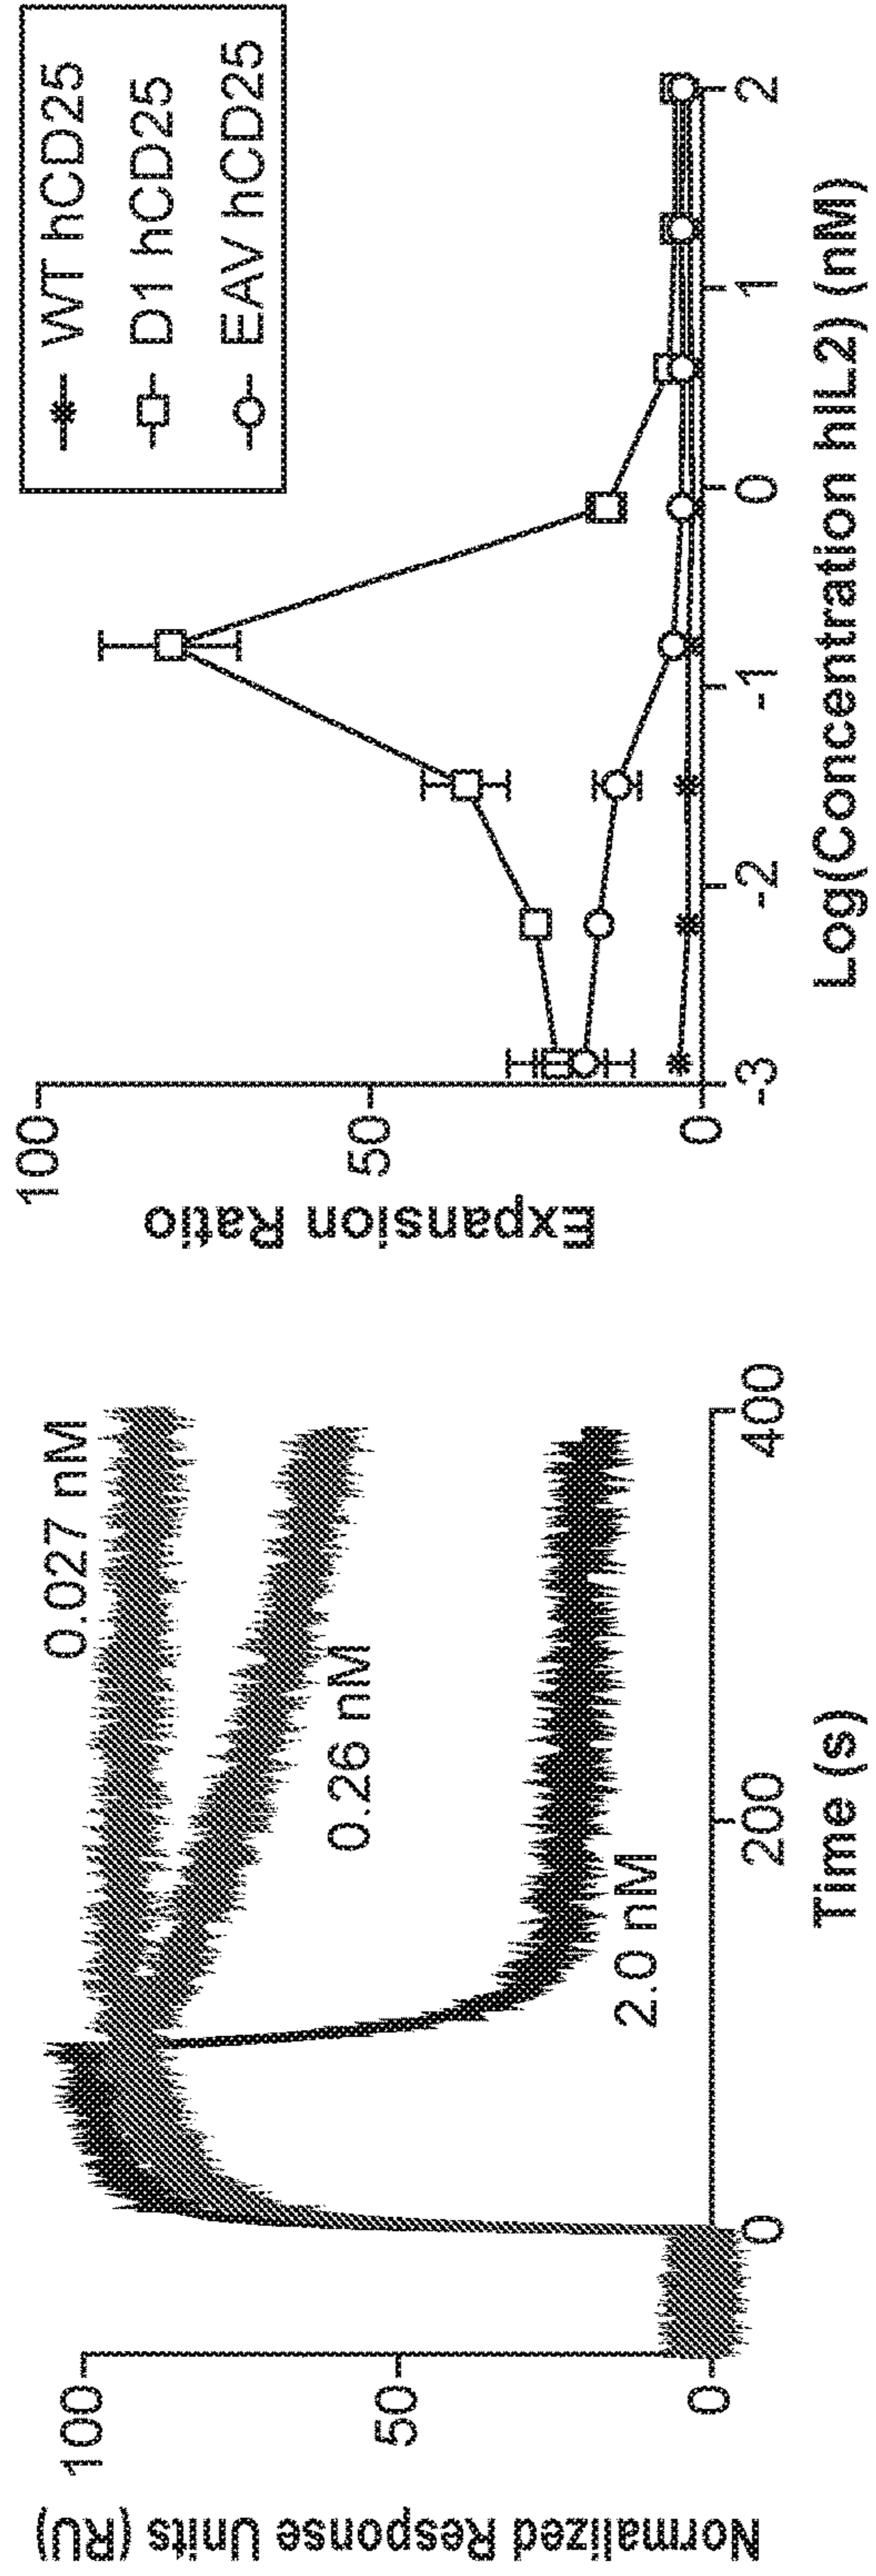 Normalized Response Units (RU)
100
50
0
0.027 nM
0.26 nM
2.0 nM
0
200
400
Time (s)
Expansion Ratio
100
50
0
WT hCD25
D1 hCD25
EAV hCD25
-3
-2
-1
0
1
2
Log(Concentration hIL2) (nM)